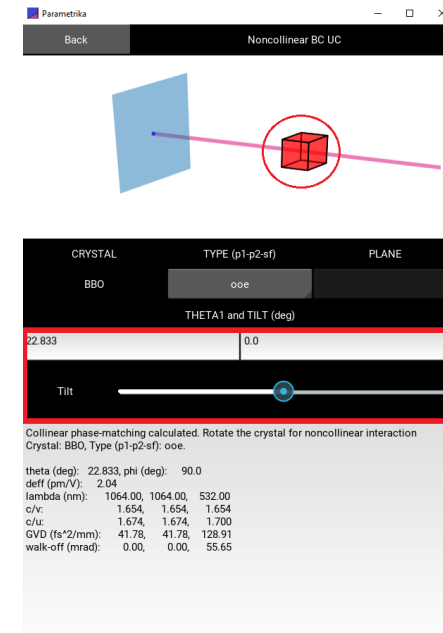 Parametrika
Back
Noncollinear BC UC
CRYSTAL TYPE (p1-p2-sf) PLANE
BBO ooe
THETA1 and TILT (deg)
22.833 0.0
Tilt
Collinear phase-matching calculated. Rotate the crystal for noncollinear interaction
Crystal: BBO, Type (p1-p2-sf): ooe.
theta (deg): 22.833, phi (deg): 90.0
deff (pm/V): 2.04
lambda (nm): 1064.00, 1064.00, 532.00
c/v: 1.654, 1.654, 1.654
c/u: 1.674, 1.674, 1.700
GVD (fs^2/mm): 41.78, 41.78, 128.91
walk-off (mrad): 0.00, 0.00, 55.65